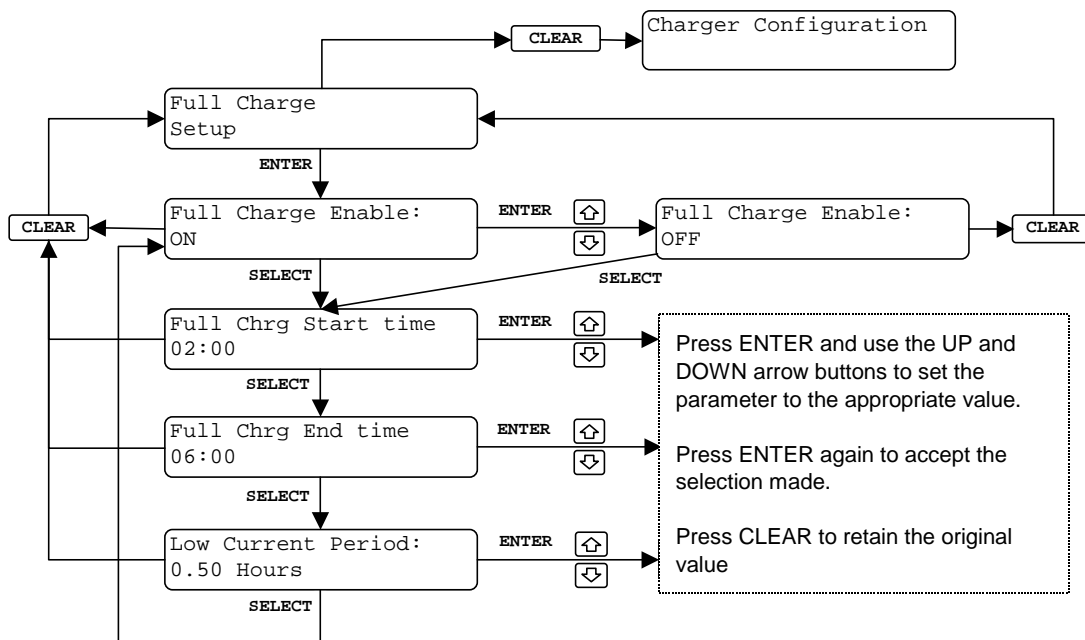 CLEAR
Charger Configuration
Full Charge
Setup
ENTER
CLEAR
Full Charge Enable:
ON
ENTER
Full Charge Enable:
OFF
CLEAR
SELECT
SELECT
Full Chrg Start time
02:00
ENTER
SELECT
Full Chrg End time
06:00
ENTER
SELECT
Low Current Period:
0.50 Hours
ENTER
SELECT
Press ENTER and use the UP and
DOWN arrow buttons to set the
parameter to the appropriate value.
Press ENTER again to accept the
selection made.
Press CLEAR to retain the original
value